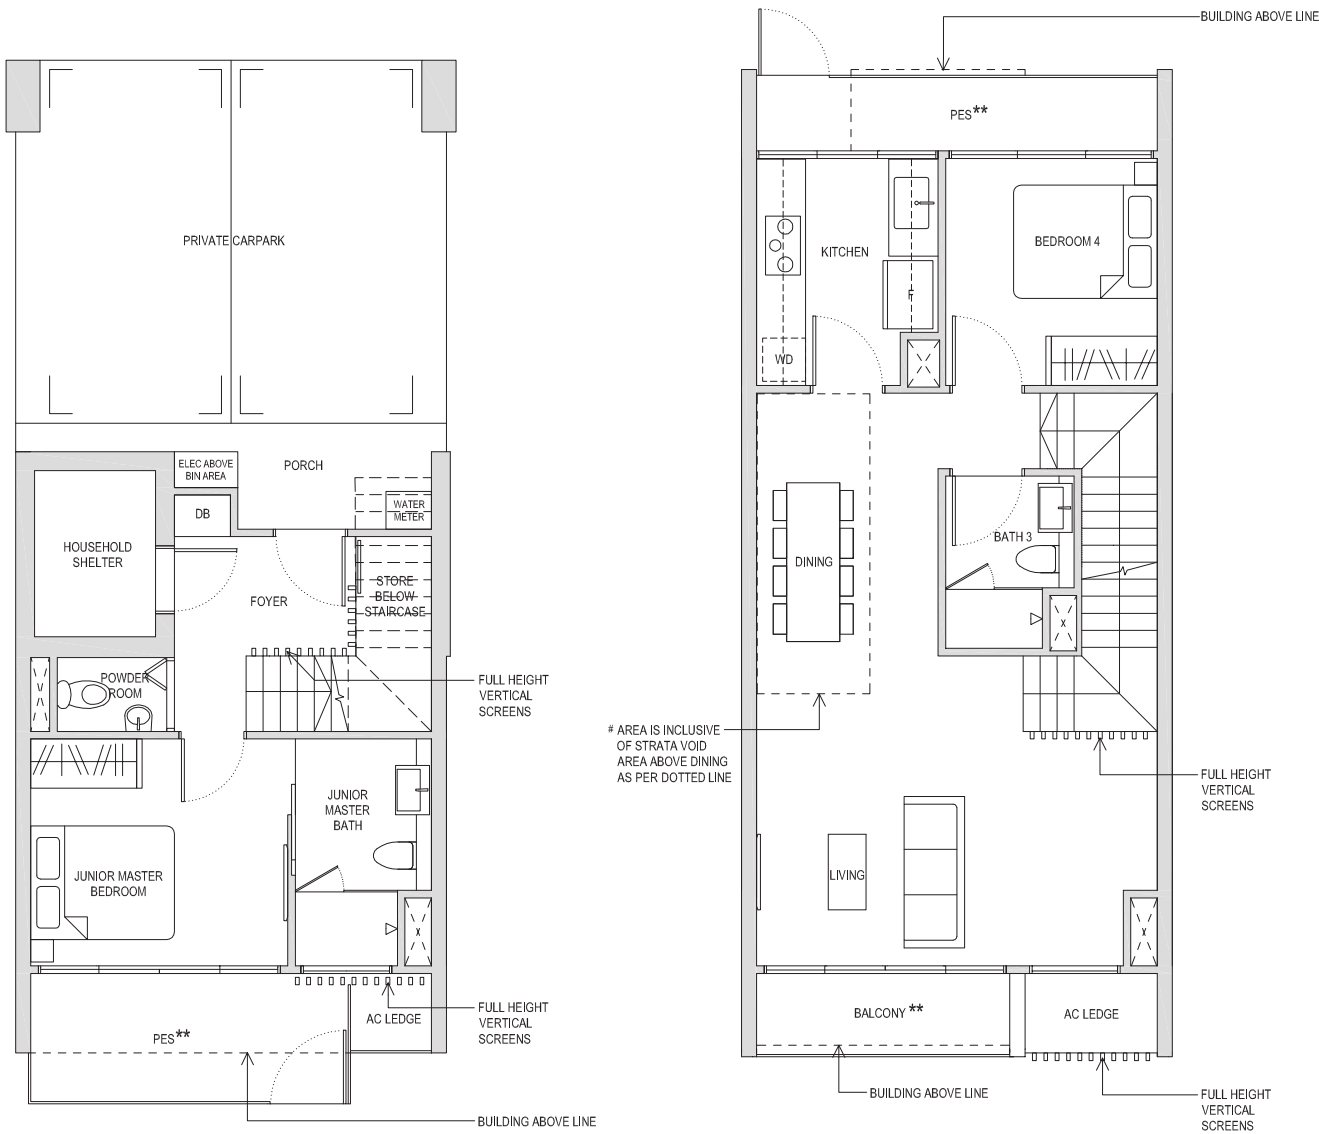 BUILDING ABOVE LINE
PES**
PRIVATE CARPARK
KITCHEN
BEDROOM 4
F
WD
ELEC ABOVE
BIN AREA
PORCH
DB
WATER
METER
HOUSEHOLD
SHELTER
FOYER
STORE
BELOW
STAIRCASE
DINING
BATH 3
POWDER
ROOM
FULL HEIGHT
VERTICAL
SCREENS
# AREA IS INCLUSIVE
OF STRATA VOID
AREA ABOVE DINING
AS PER DOTTED LINE
FULL HEIGHT
VERTICAL
SCREENS
JUNIOR
MASTER
BATH
JUNIOR MASTER
BEDROOM
LIVING
PES**
AC LEDGE
FULL HEIGHT
VERTICAL
SCREENS
BALCONY**
AC LEDGE
BUILDING ABOVE LINE
BUILDING ABOVE LINE
FULL HEIGHT
VERTICAL
SCREENS